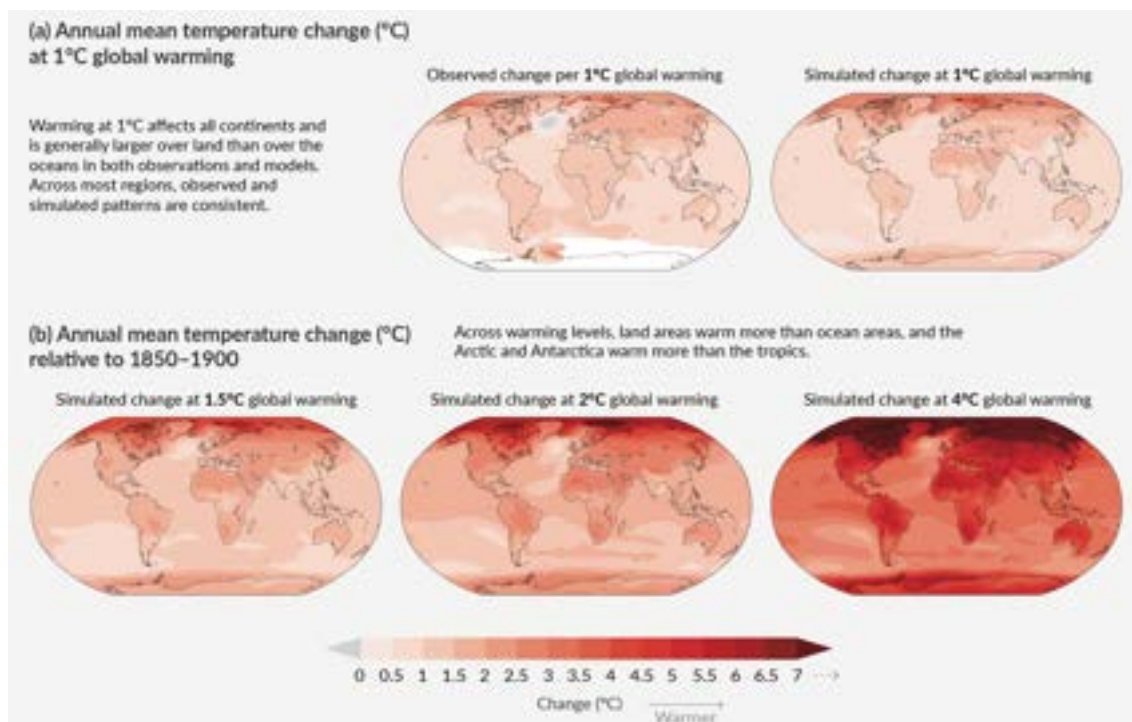 (a) Annual mean temperature change (°C)
at 1°C global warming
Observed change per 1°C global warming
Simulated change at 1°C global warming
Warming at 1°C affects all continents and
is generally larger over land than over the
oceans in both observations and models.
Across most regions, observed and
simulated patterns are consistent.
(b) Annual mean temperature change (°C)
relative to 1850–1900
Across warming levels, land areas warm more than ocean areas, and the
Arctic and Antarctica warm more than the tropics.
Simulated change at 1.5°C global warming
Simulated change at 2°C global warming
Simulated change at 4°C global warming
0 0.5 1 1.5 2 2.5 3 3.5 4 4.5 5 5.5 6 6.5 7
Change (°C)
Warmer